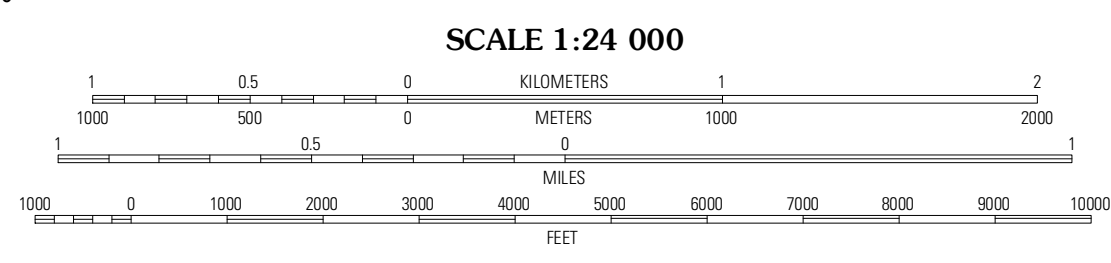 SCALE 1:24 000
1 0.5 0 KILOMETERS 1 2
1000 500 0 METERS 1000 2000
1 0.5 0 1
MILES
1000 0 1000 2000 3000 4000 5000 6000 7000 8000 9000 10000
FEET